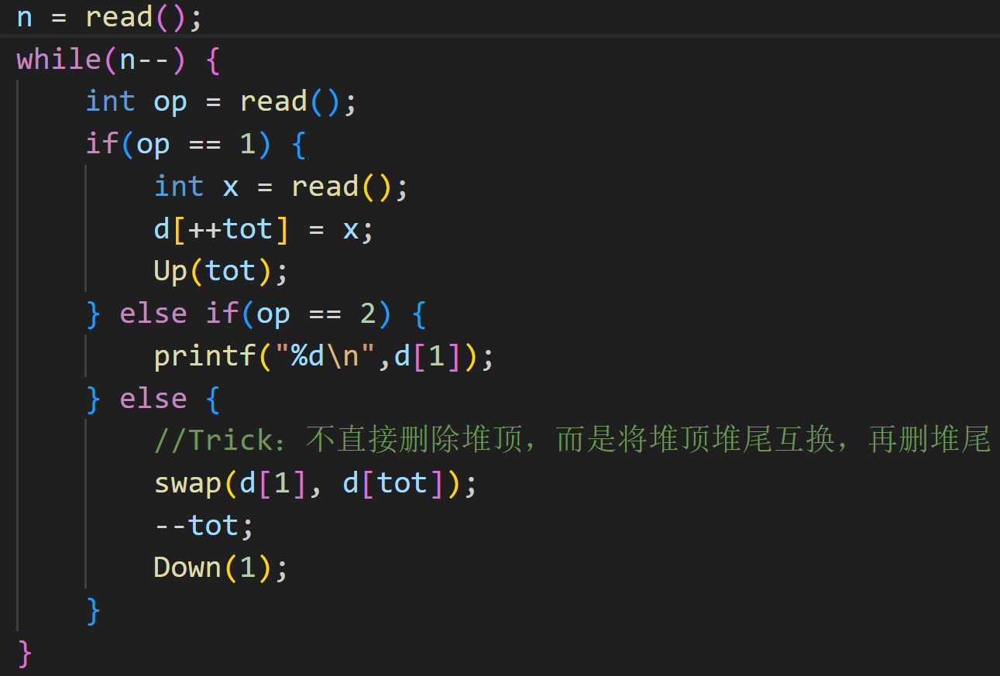 n = read();
while(n--) {
    int op = read();
    if(op == 1) {
        int x = read();
        d[++tot] = x;
        Up(tot);
    } else if(op == 2) {
        printf("%d\n",d[1]);
    } else {
        //Trick：不直接删除堆顶，而是将堆顶堆尾互换，再删堆尾
        swap(d[1], d[tot]);
        --tot;
        Down(1);
    }
}